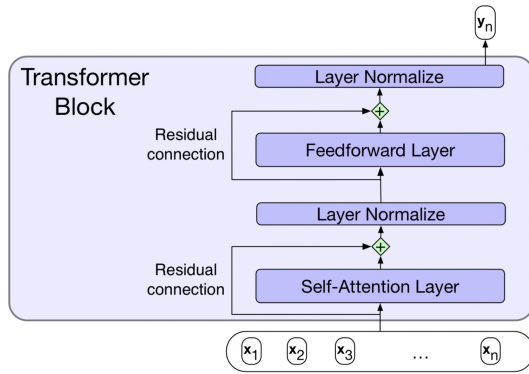 yn
Transformer
Block
Layer Normalize
+
Residual
connection
Feedforward Layer
Layer Normalize
+
Residual
connection
Self-Attention Layer
x1 x2 x3 ... xn